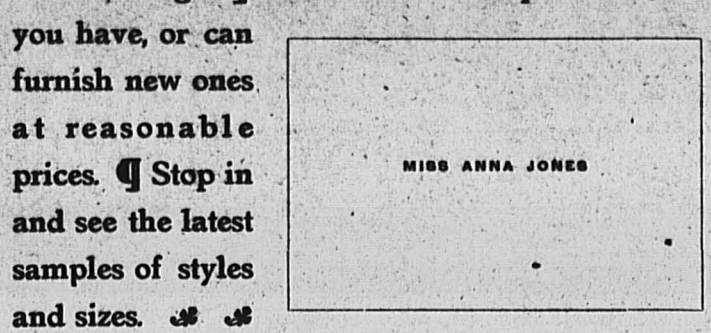 you have, or can
furnish new ones
at reasonable
prices. ¶ Stop in
and see the latest
samples of styles
and sizes.
MISS ANNA JONES